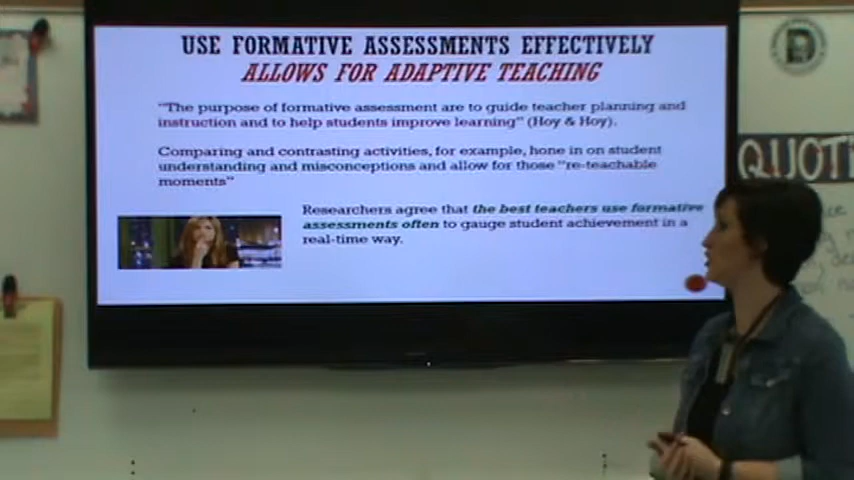 USE FORMATIVE ASSESSMENTS EFFECTIVELY
ALLOWS FOR ADAPTIVE TEACHING
"The purpose of formative assessment are to guide teacher planning and
instruction and to help students improve learning" (Hoy & Hoy).
Comparing and contrasting activities, for example, hone in on student
understanding and misconceptions and allow for those "re-teachable
moments"
Researchers agree that the best teachers use formative
assessments often to gauge student achievement in a
real-time way.
QUOT